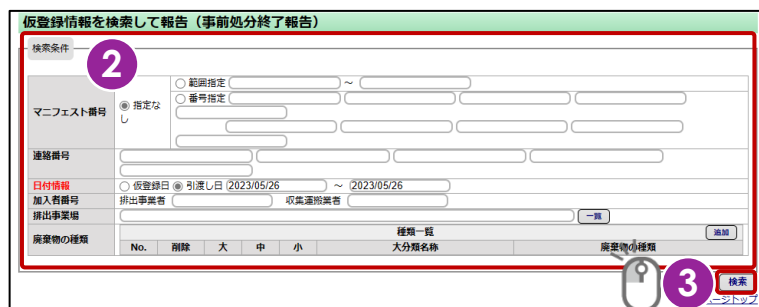 仮登録情報を検索して報告（事前処分終了報告）
検索条件
2
マニフェスト番号
指定なし
範囲指定 ～
番号指定
連絡番号
日付情報 仮登録日 引渡し日 2023/05/26 ～ 2023/05/26
加入者番号 排出事業者 収集運搬業者
排出事業場 一覧
廃棄物の種類 種類一覧 追加
No. 削除 大 中 小 大分類名称 廃棄物の種類
3 検索
ページトップ